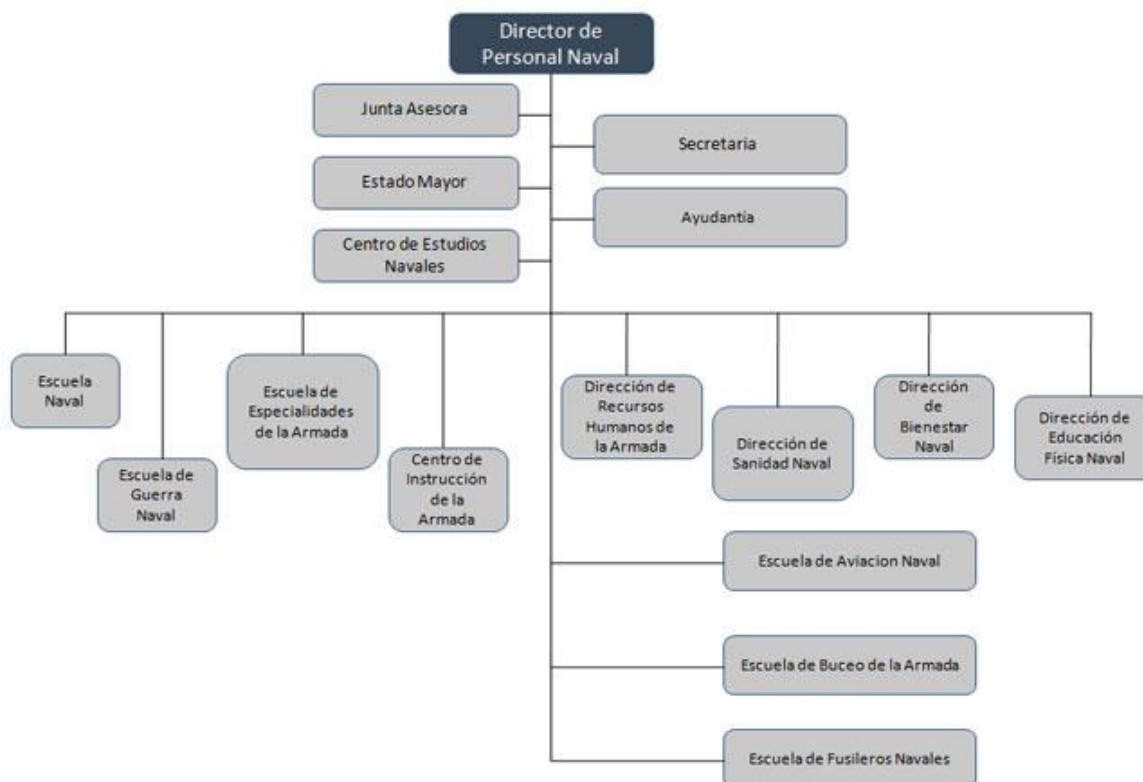 Director de
Personal Naval
Junta Asesora
Secretaria
Estado Mayor
Ayudantía
Centro de Estudios
Navales
Escuela
Naval
Escuela de
Guerra
Naval
Escuela de
Especialidades
de la Armada
Centro de
Instrucción
de la
Armada
Dirección de
Recursos
Humanos de
la Armada
Dirección de
Sanidad Naval
Dirección
de
Bienestar
Naval
Dirección de
Educación
Física Naval
Escuela de Aviacion Naval
Escuela de Buceo de la Armada
Escuela de Fusileros Navales